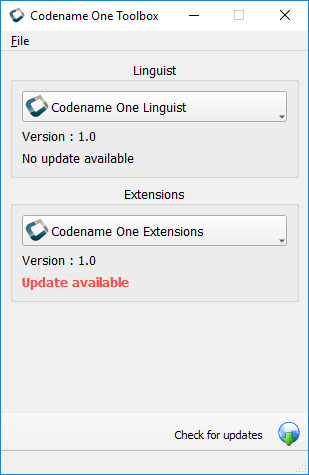 Codename One Toolbox
File
Linguist
Codename One Linguist
Version : 1.0
No update available
Extensions
Codename One Extensions
Version : 1.0
Update available
Check for updates